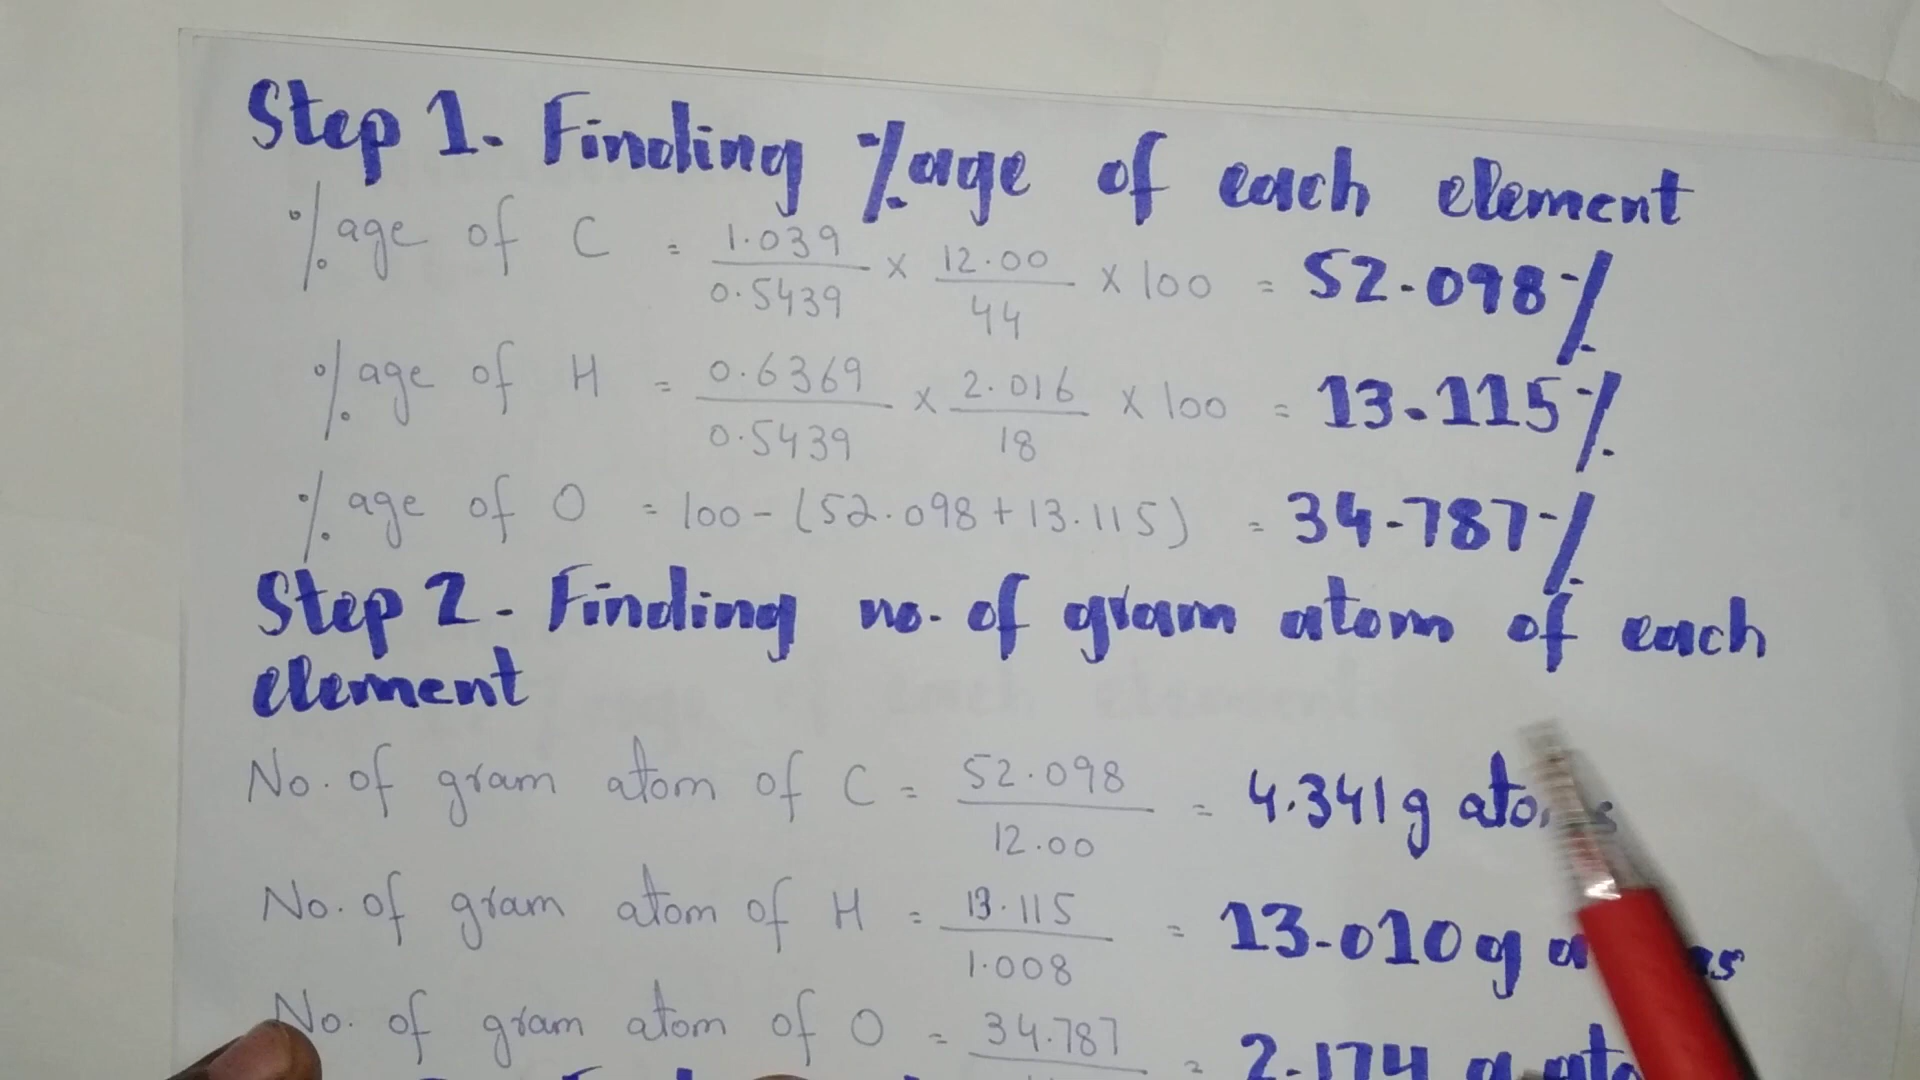 Step 1. Finding %age of each element
%age of C = 1.039/0.5439 x 12.00/44 x 100 = 52.098%
%age of H = 0.6369/0.5439 x 2.016/18 x 100 = 13.115%
%age of O = 100 - (52.098 + 13.115) = 34.787%
Step 2. Finding no. of gram atom of each
element
No. of gram atom of C = 52.098/12.00 = 4.341 g
No. of gram atom of H = 13.115/1.008 = 13.010 g
No. of gram atom of O = 34.787 = 2.174 g